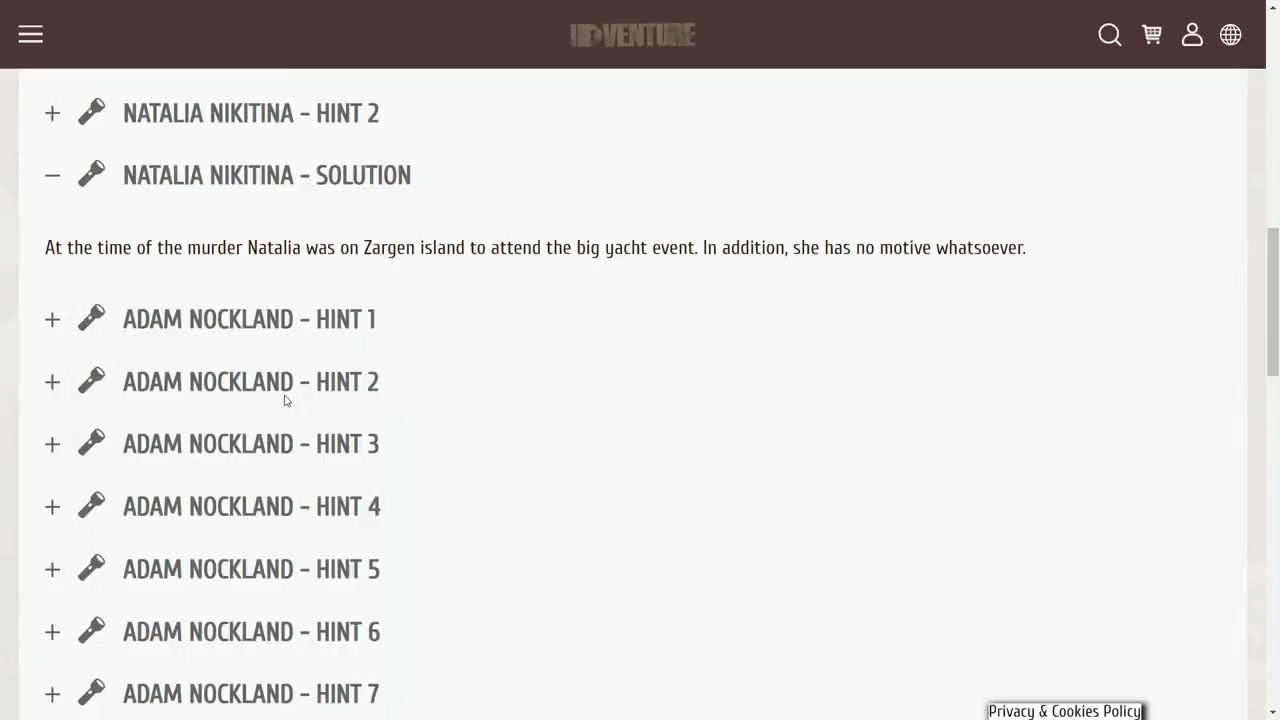 VENTURE
NATALIA NIKITINA - HINT 2
NATALIA NIKITINA - SOLUTION
At the time of the murder Natalia was on Zargen island to attend the big yacht event. In addition, she has no motive whatsoever.
ADAM NOCKLAND - HINT 1
ADAM NOCKLAND - HINT 2
ADAM NOCKLAND - HINT 3
ADAM NOCKLAND - HINT 4
ADAM NOCKLAND - HINT 5
ADAM NOCKLAND - HINT 6
ADAM NOCKLAND - HINT 7
Privacy & Cookies Policy